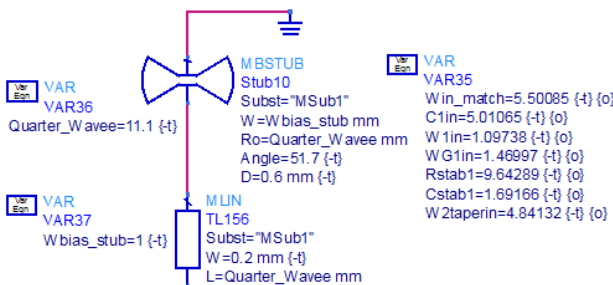 MBSTUB
Stub10
Subst="MSub1"
W=Wbias_stub mm
Ro=Quarter_Wavee mm
Angle=51.7 {-t}
D=0.6 mm {-t}
Var
Eqn
VAR
VAR36
Quarter_Wavee=11.1 {-t}
Var
Eqn
VAR
VAR35
Win_match=5.50085 {-t} {o}
C1in=5.01065 {-t} {o}
W1in=1.09738 {-t} {o}
WG1in=1.46997 {-t} {o}
Rstab1=9.64289 {-t} {o}
Cstab1=1.69166 {-t} {o}
W2taperin=4.84132 {-t} {o}
Var
Eqn
VAR
VAR37
Wbias_stub=1 {-t}
MLIN
TL156
Subst="MSub1"
W=0.2 mm {-t}
L=Quarter_Wavee mm